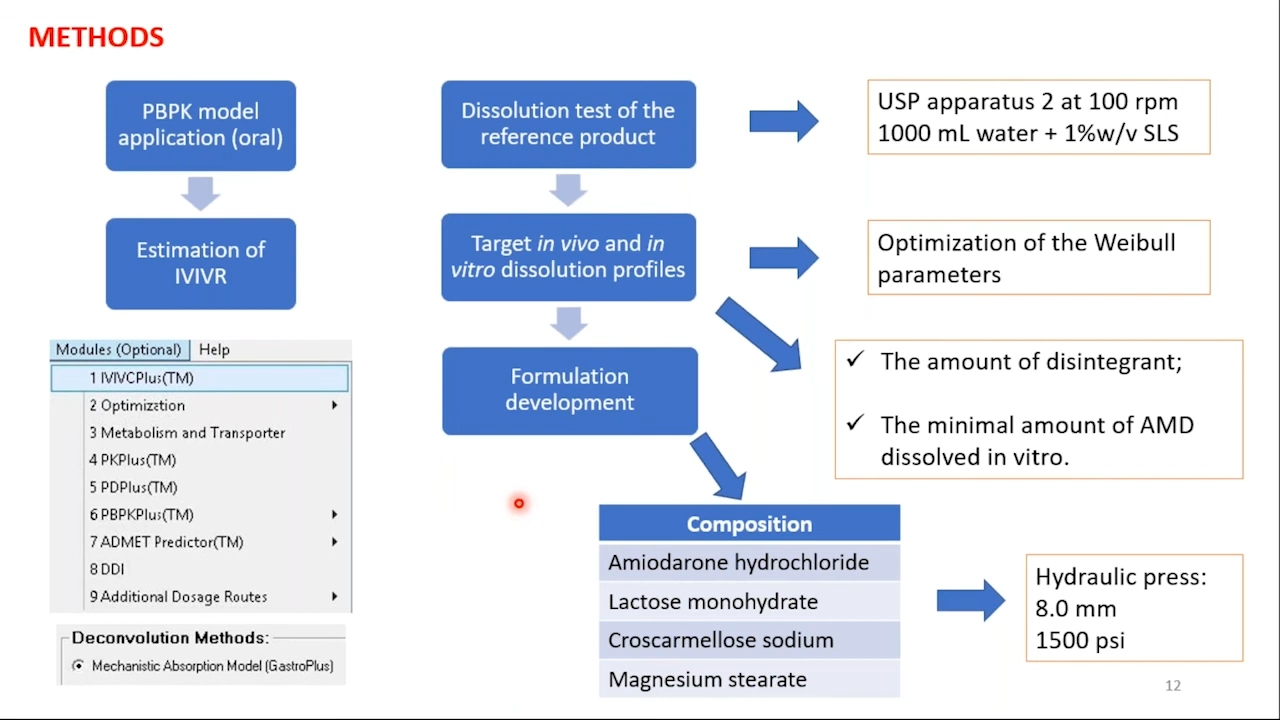 METHODS
PBPK model
application (oral)
Estimation of
IVIVR
Modules (Optional) Help
1 IVIVCPlus(TM)
2 Optimization
3 Metabolism and Transporter
4 PKPlus(TM)
5 PDPlus(TM)
6 PBPKPlus(TM)
7 ADMET Predictor(TM)
8 DDI
9 Additional Dosage Routes
Deconvolution Methods:
Mechanistic Absorption Model (GastroPlus)
Dissolution test of the
reference product
USP apparatus 2 at 100 rpm
1000 mL water + 1%w/v SLS
Target in vivo and in
vitro dissolution profiles
Optimization of the Weibull
parameters
✓ The amount of disintegrant;
✓ The minimal amount of AMD
dissolved in vitro.
Formulation
development
Composition
Amiodarone hydrochloride
Lactose monohydrate
Croscarmellose sodium
Magnesium stearate
Hydraulic press:
8.0 mm
1500 psi
12